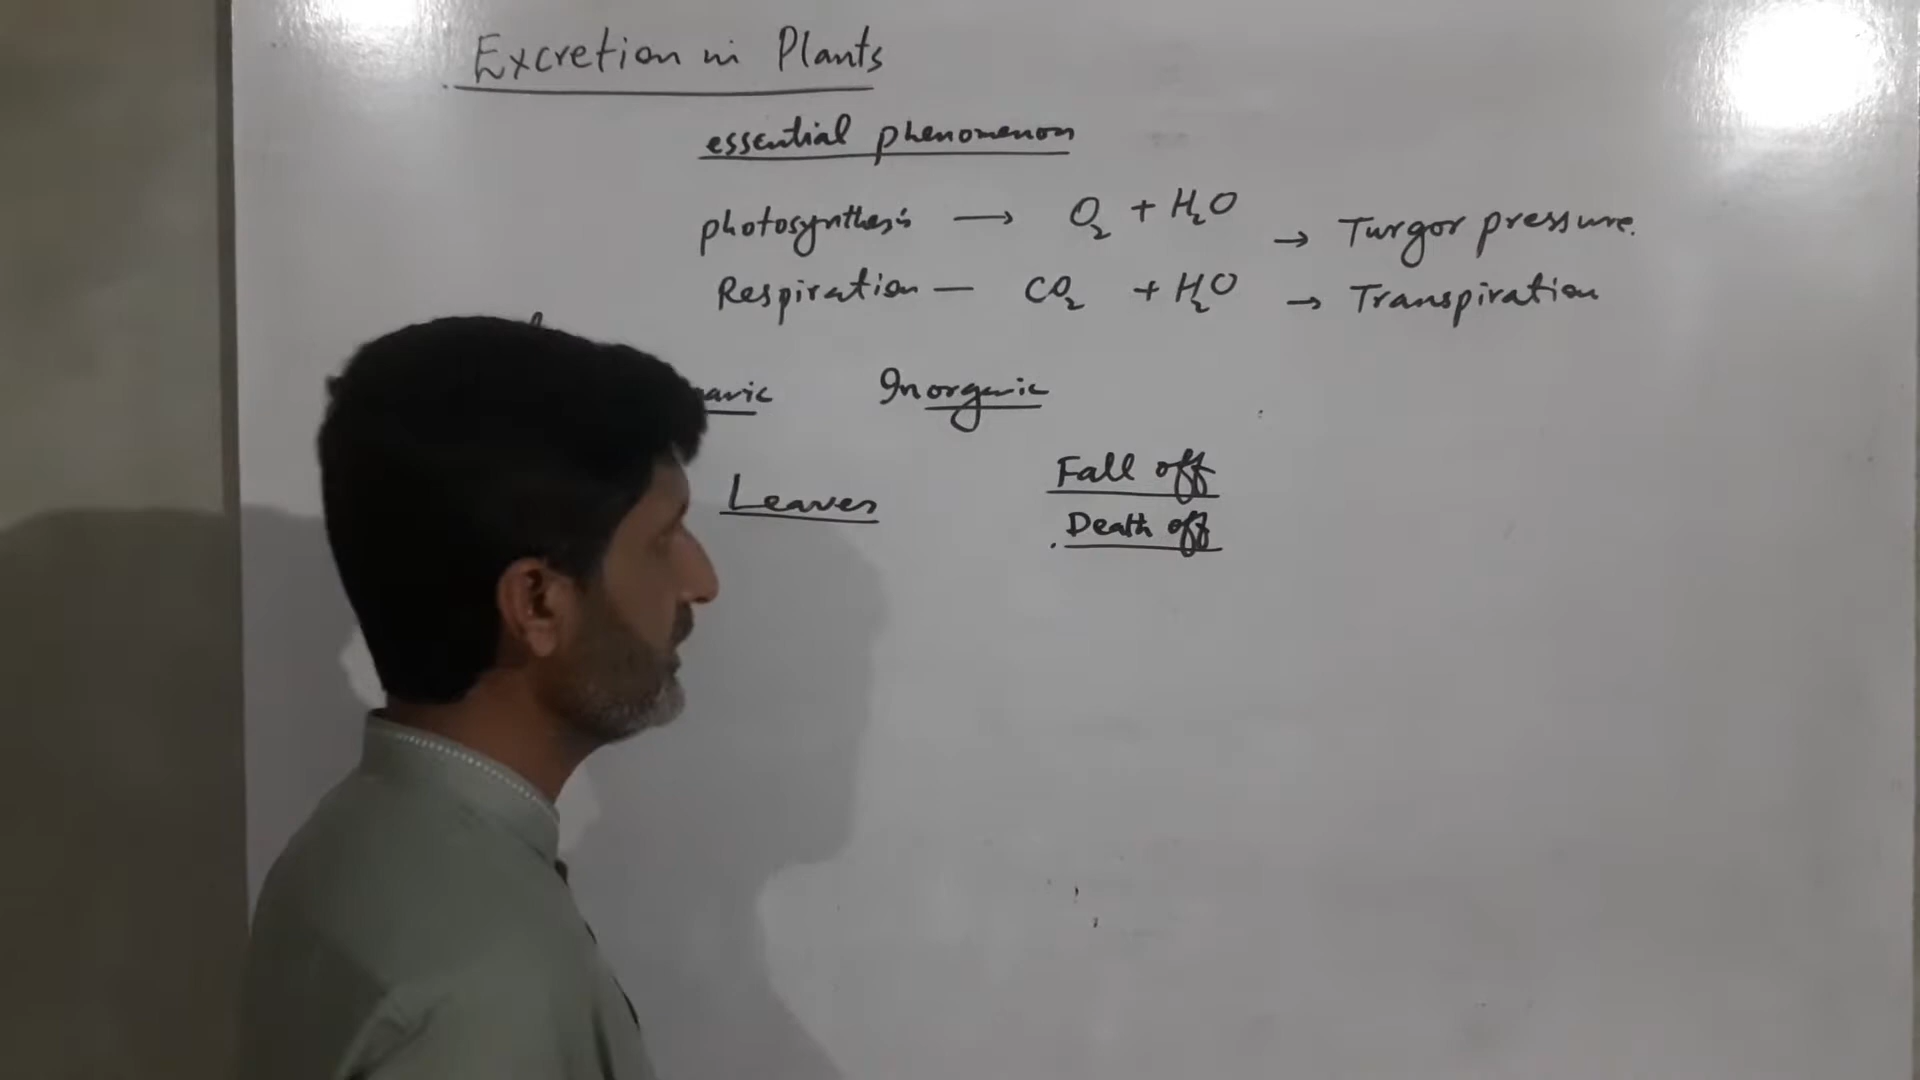 Excretion in Plants
essential phenomenon
photosynthesis → O₂ + H₂O → Turgor pressure.
Respiration — CO₂ + H₂O → Transpiration
Inorganic
Leaves
Fall off
Death off